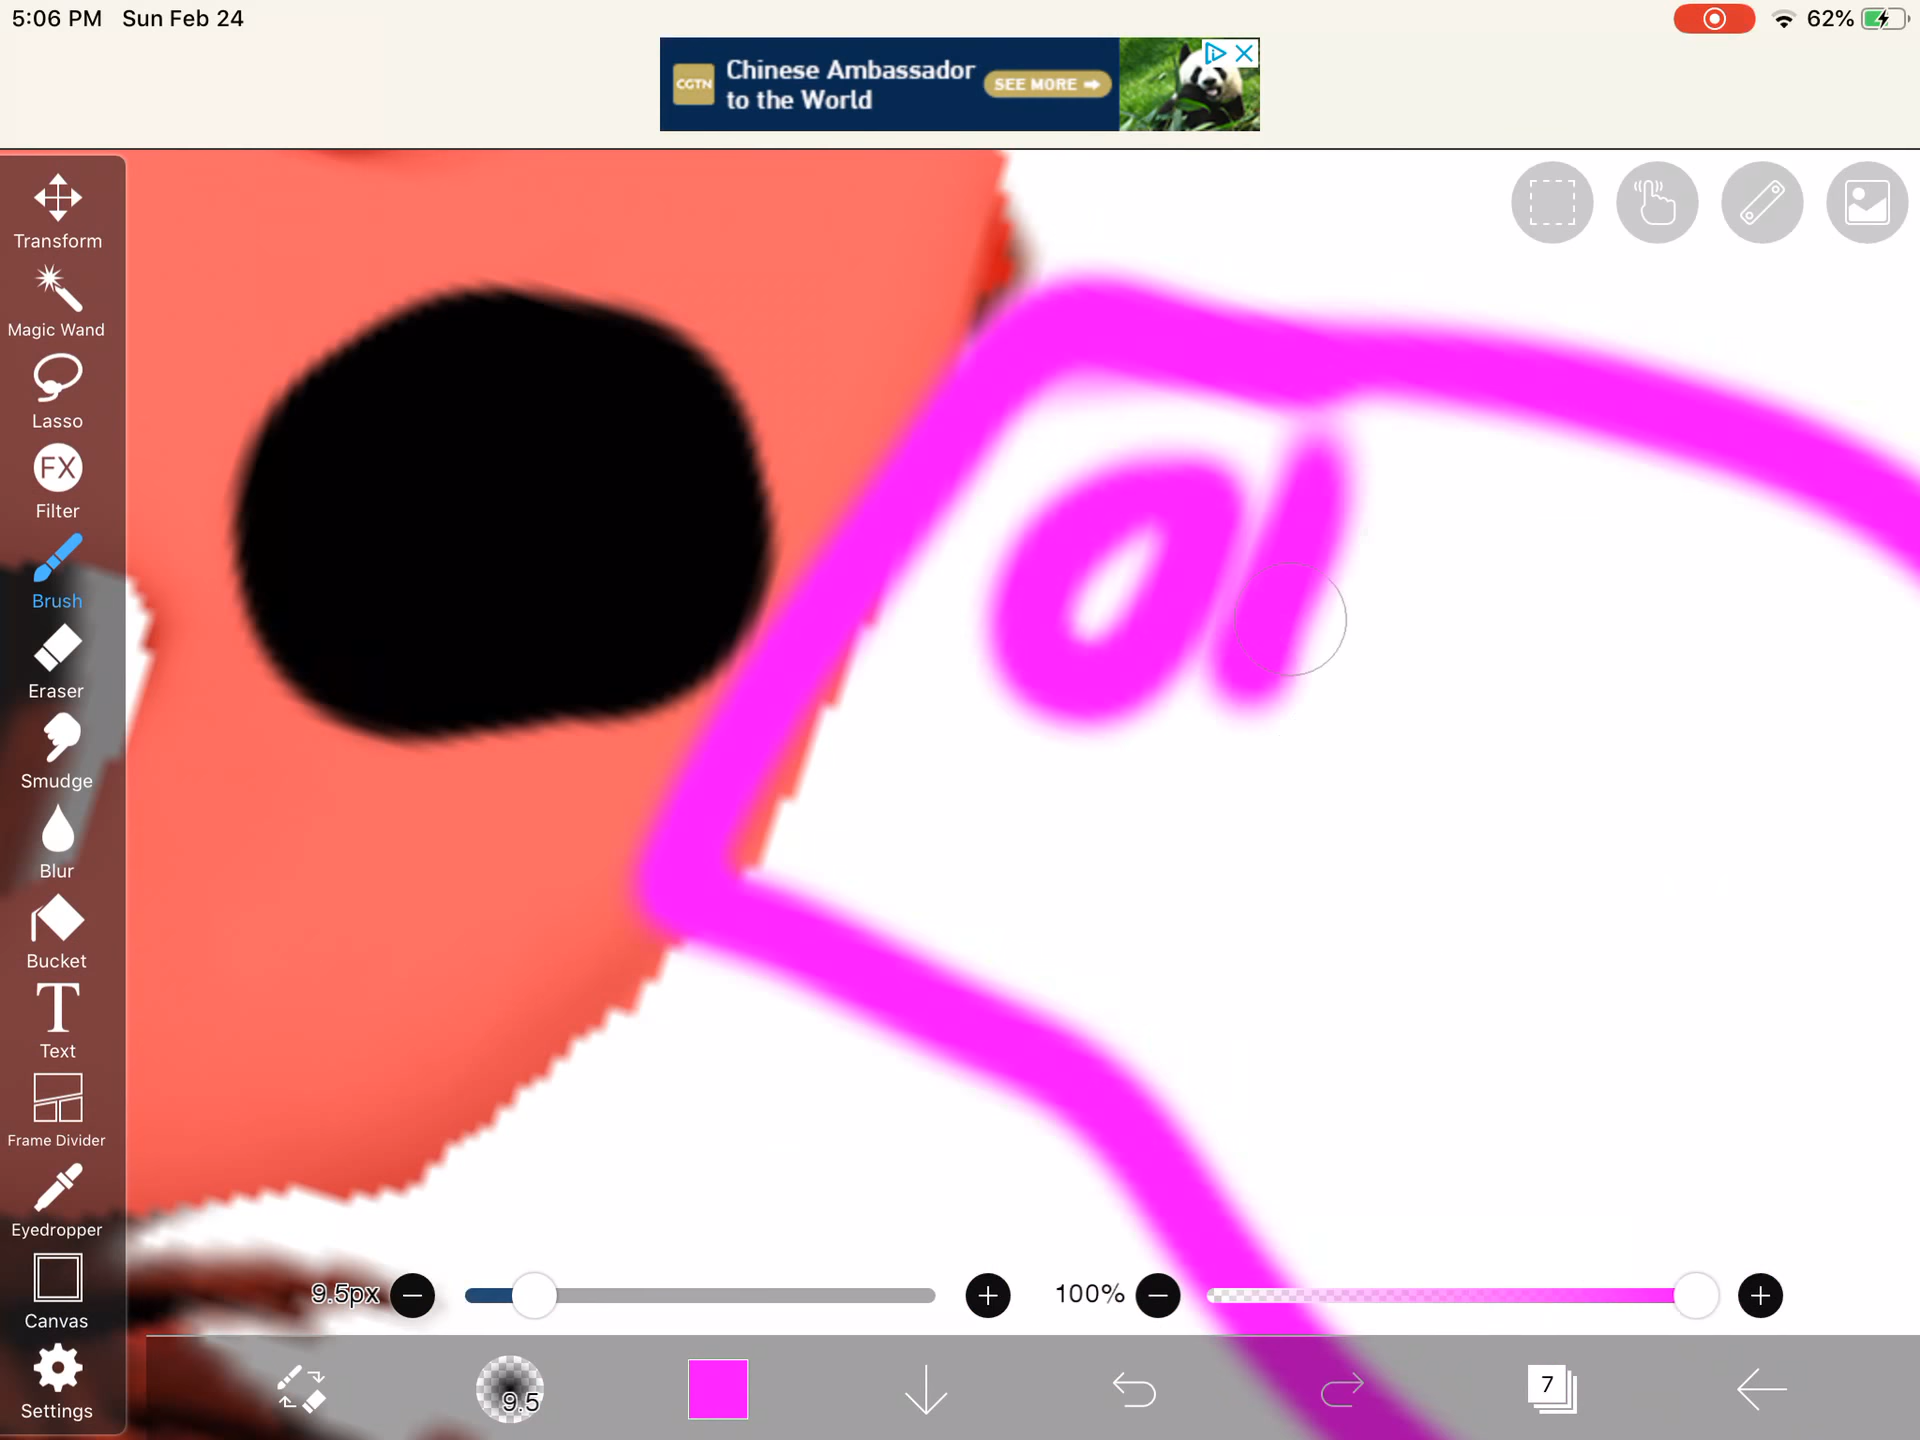 5:06 PM Sun Feb 24
62%
CGTN
Chinese Ambassador
to the World
SEE MORE
Transform
Magic Wand
Lasso
FX
Filter
Brush
Eraser
Smudge
Blur
Bucket
T
Text
Frame Divider
Eyedropper
Canvas
Settings
al
9.5px
100%
9.5
7